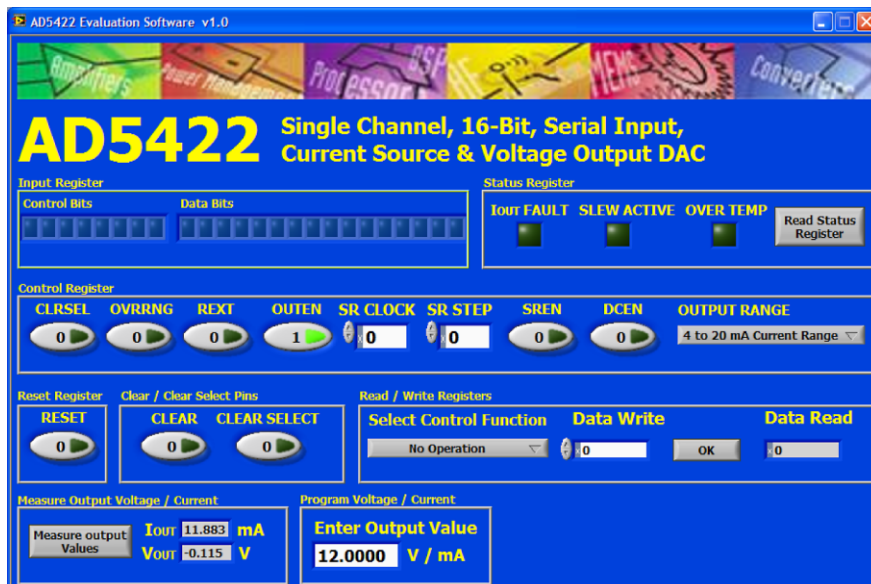 AD5422 Evaluation Software v1.0
Amplifiers Power Management Processors DSP RF MEMS Converters
AD5422
Single Channel, 16-Bit, Serial Input,
Current Source & Voltage Output DAC
Input Register
Control Bits Data Bits
Status Register
IOUT FAULT SLEW ACTIVE OVER TEMP
Read Status
Register
Control Register
CLRSEL OVRRNG REXT OUTEN SR CLOCK SR STEP SREN DCEN OUTPUT RANGE
0 0 0 1 x0 x0 0 0 4 to 20 mA Current Range
Reset Register Clear / Clear Select Pins Read / Write Registers
RESET CLEAR CLEAR SELECT Select Control Function Data Write Data Read
0 0 0 No Operation x0 OK x0
Measure Output Voltage / Current
Measure output
Values
IOUT 11.883 mA
VOUT -0.115 V
Program Voltage / Current
Enter Output Value
12.0000 V / mA